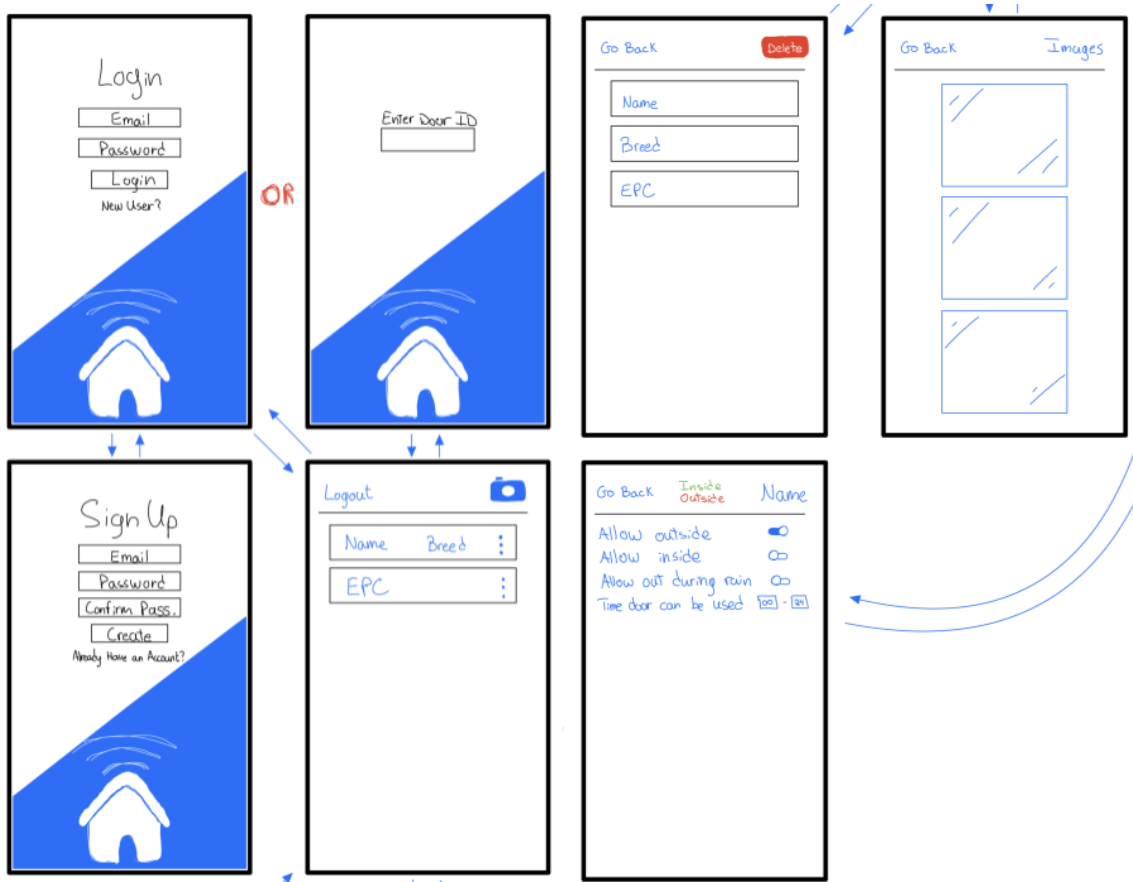 Login
Email
Password
Login
New User?
OR
Enter Door ID
Go Back Delete
Name
Breed
EPC
Go Back Images
Sign Up
Email
Password
Confirm Pass.
Create
Already Have an Account?
Logout
Name Breed
EPC
Go Back Inside Name
Outside
Allow outside
Allow inside
Allow out during rain
Time door can be used 00 - 24